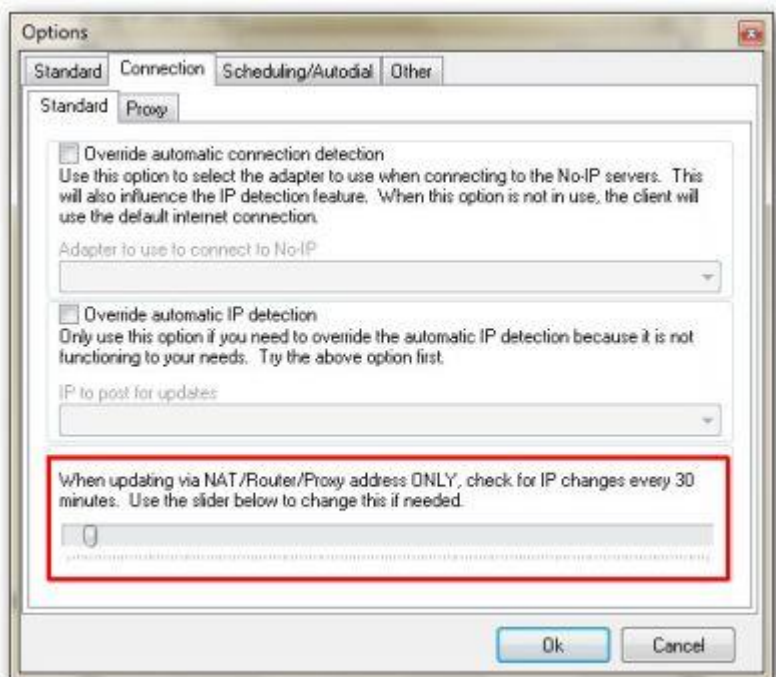 Options
Standard Connection Scheduling/Autodial Other
Standard Proxy
Override automatic connection detection
Use this option to select the adapter to use when connecting to the No-IP servers. This
will also influence the IP detection feature. When this option is not in use, the client will
use the default internet connection.
Adapter to use to connect to No-IP
Override automatic IP detection
Only use this option if you need to override the automatic IP detection because it is not
functioning to your needs. Try the above option first.
IP to post for updates
When updating via NAT/Router/Proxy address ONLY, check for IP changes every 30
minutes. Use the slider below to change this if needed.
Ok Cancel